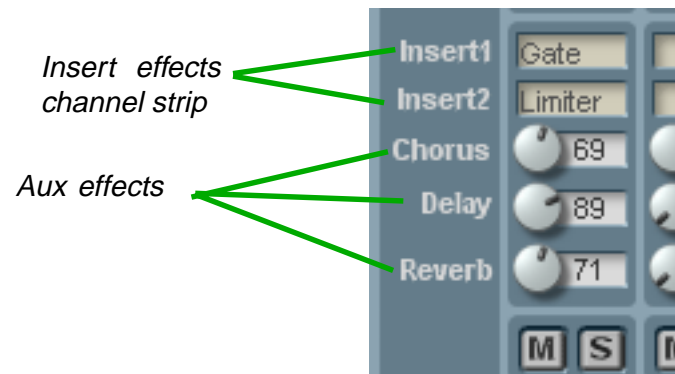 Insert effects
channel strip
Aux effects
Insert1 Gate
Insert2 Limiter
Chorus 69
Delay 89
Reverb 71
M S M